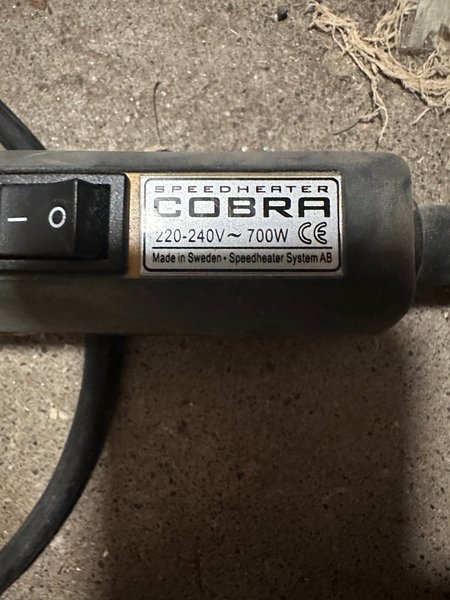 — O
SPEEDHEATER
COBRA
220-240V ~ 700W CE
Made in Sweden • Speedheater System AB